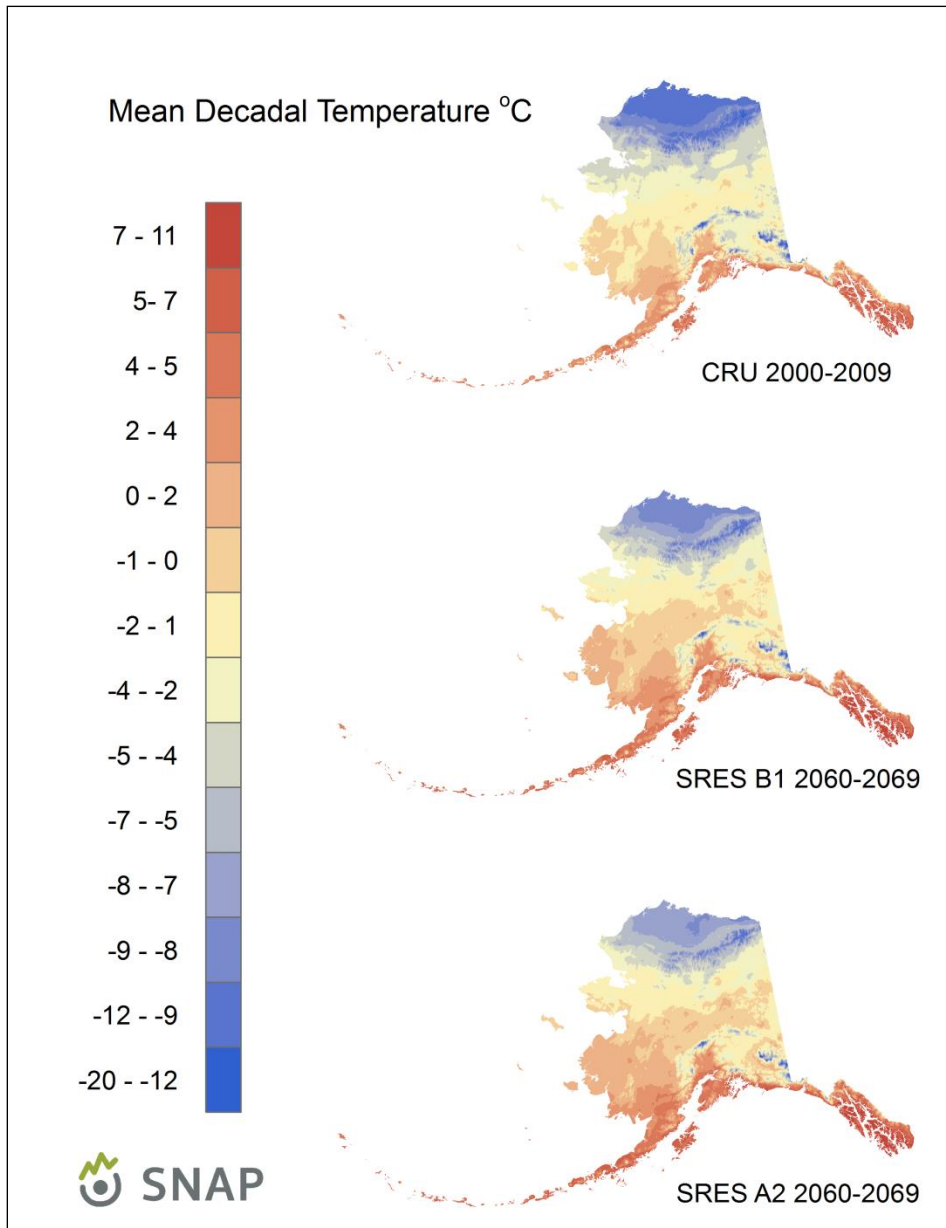 Mean Decadal Temperature °C
7 - 11
5- 7
4 - 5
2 - 4
0 - 2
-1 - 0
-2 - 1
-4 - -2
-5 - -4
-7 - -5
-8 - -7
-9 - -8
-12 - -9
-20 - -12
CRU 2000-2009
SRES B1 2060-2069
SRES A2 2060-2069
SNAP